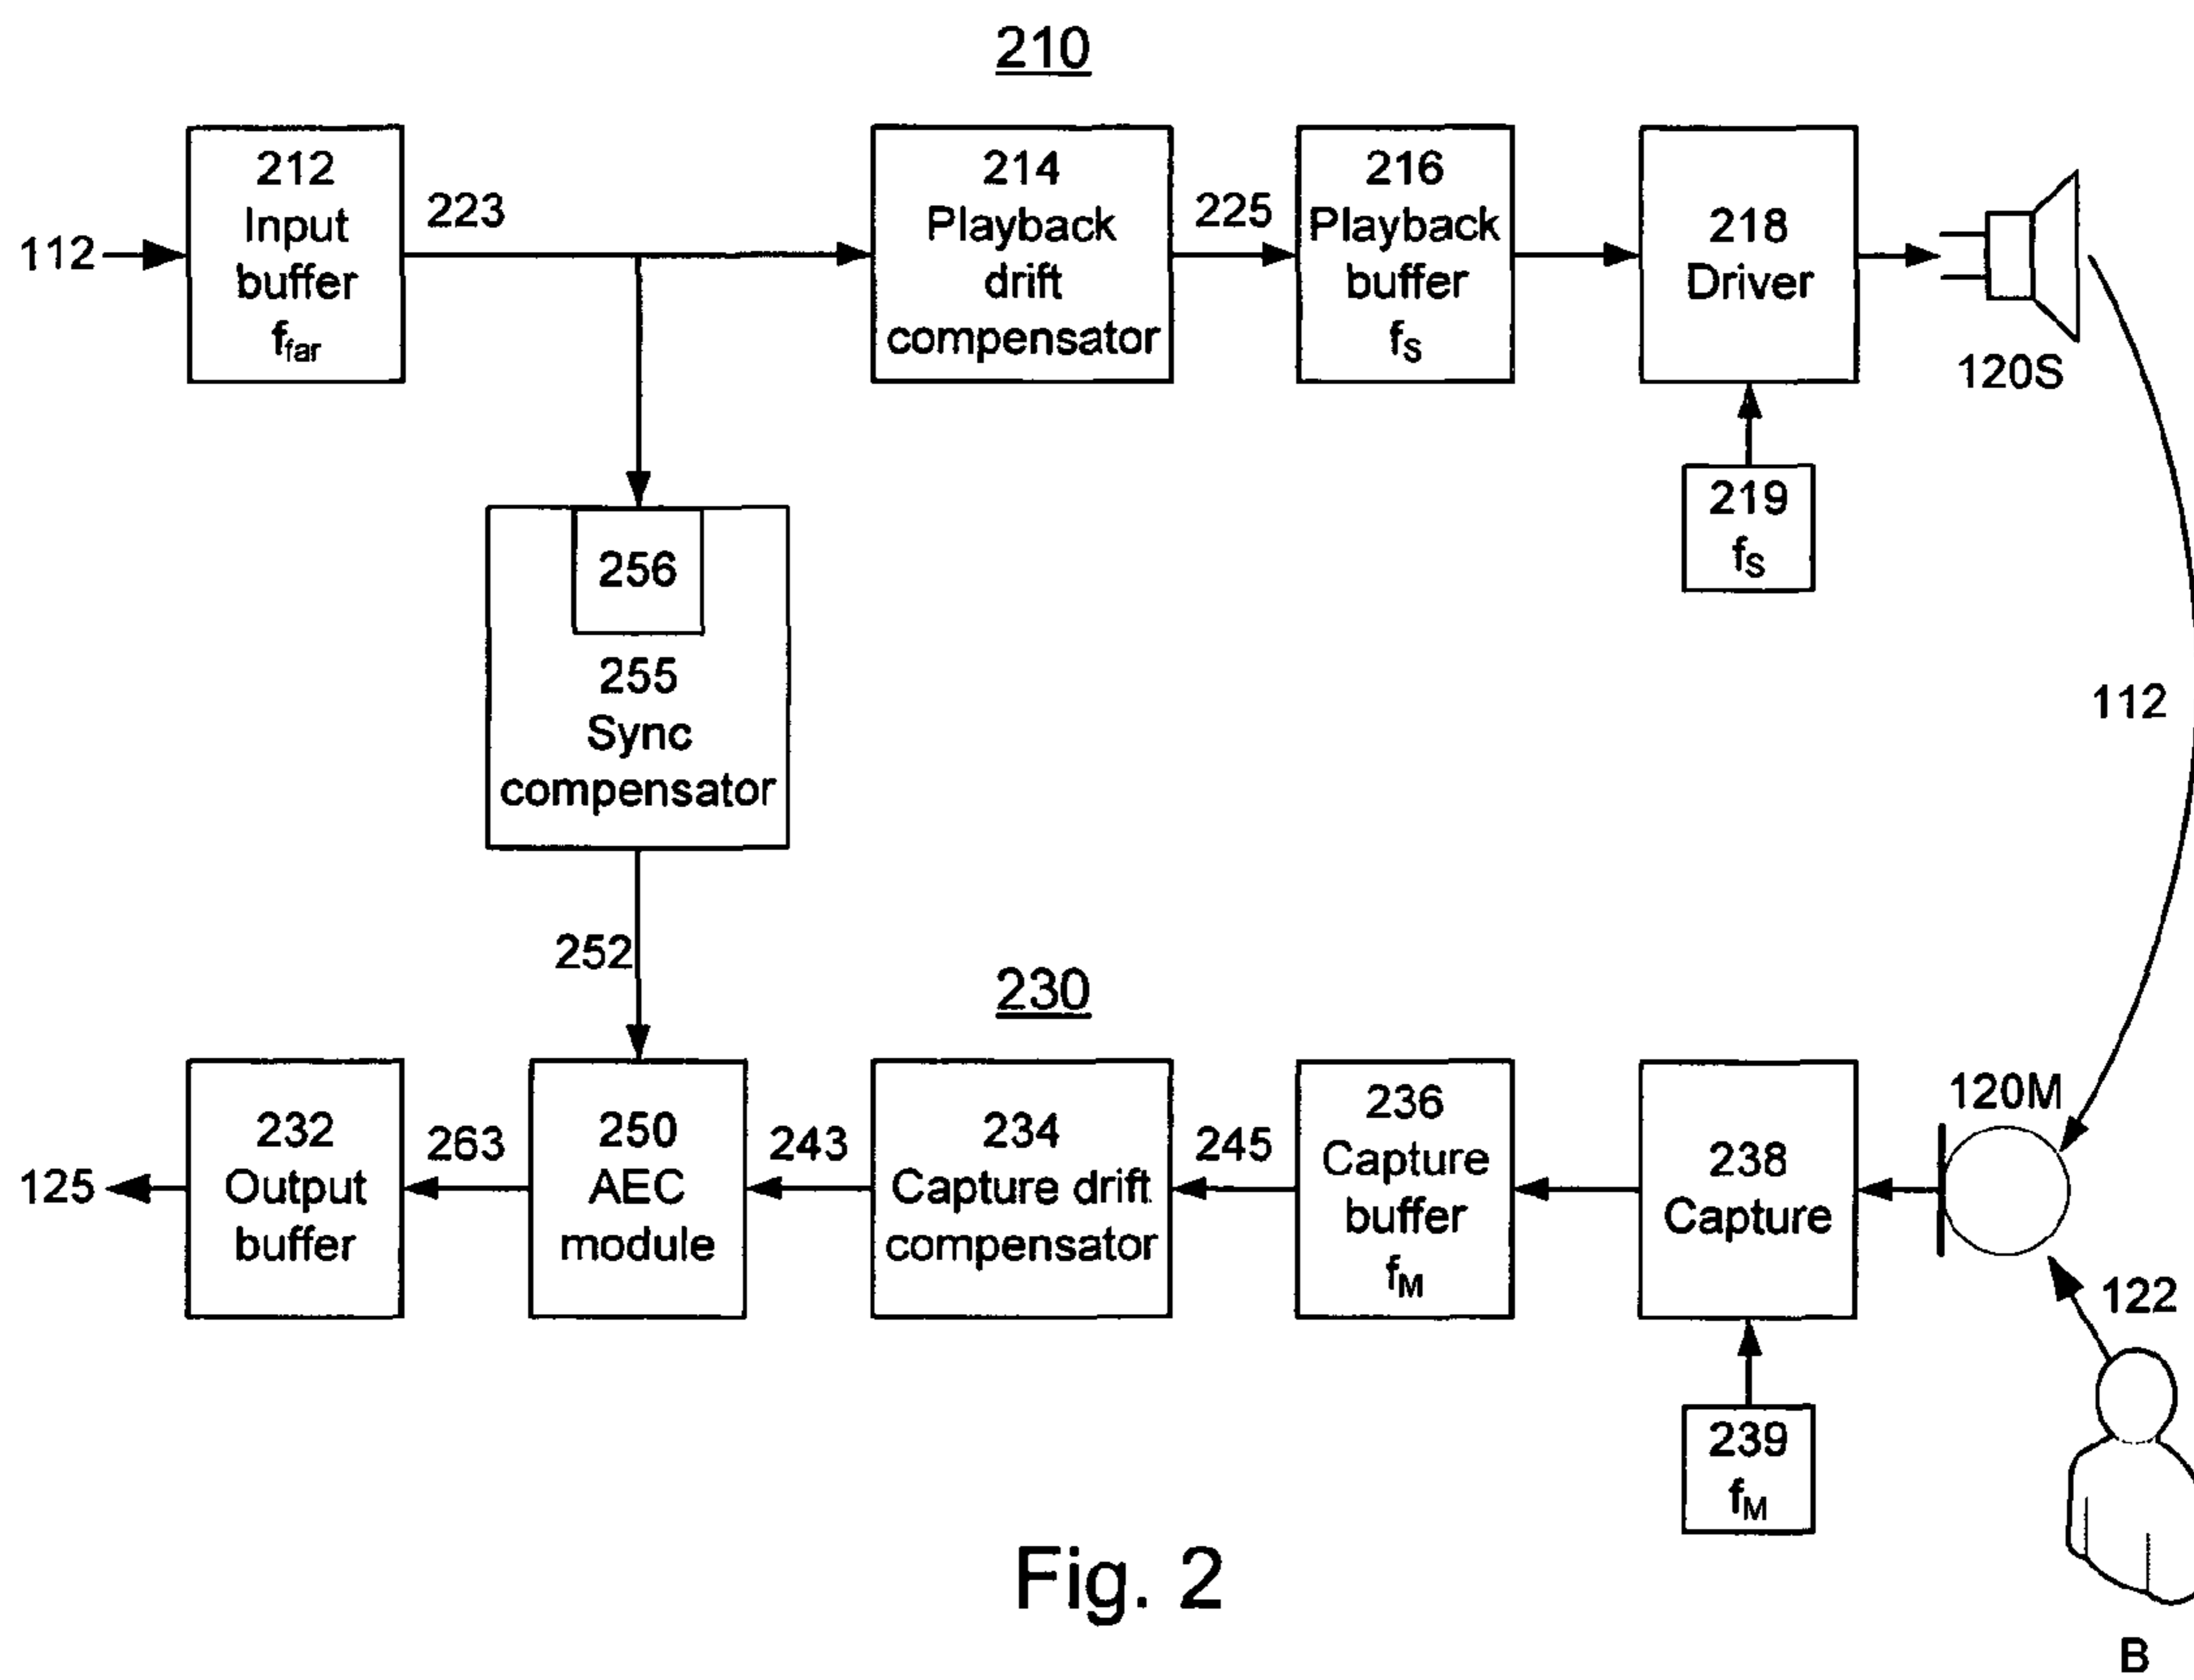 210
112
212
Input
buffer
f_far
223
214
Playback
drift
compensator
225
216
Playback
buffer
f_S
218
Driver
120S
219
f_S
256
255
Sync
compensator
112
252
230
125
232
Output
buffer
263
250
AEC
module
243
234
Capture drift
compensator
245
236
Capture
buffer
f_M
238
Capture
120M
122
239
f_M
B
Fig. 2